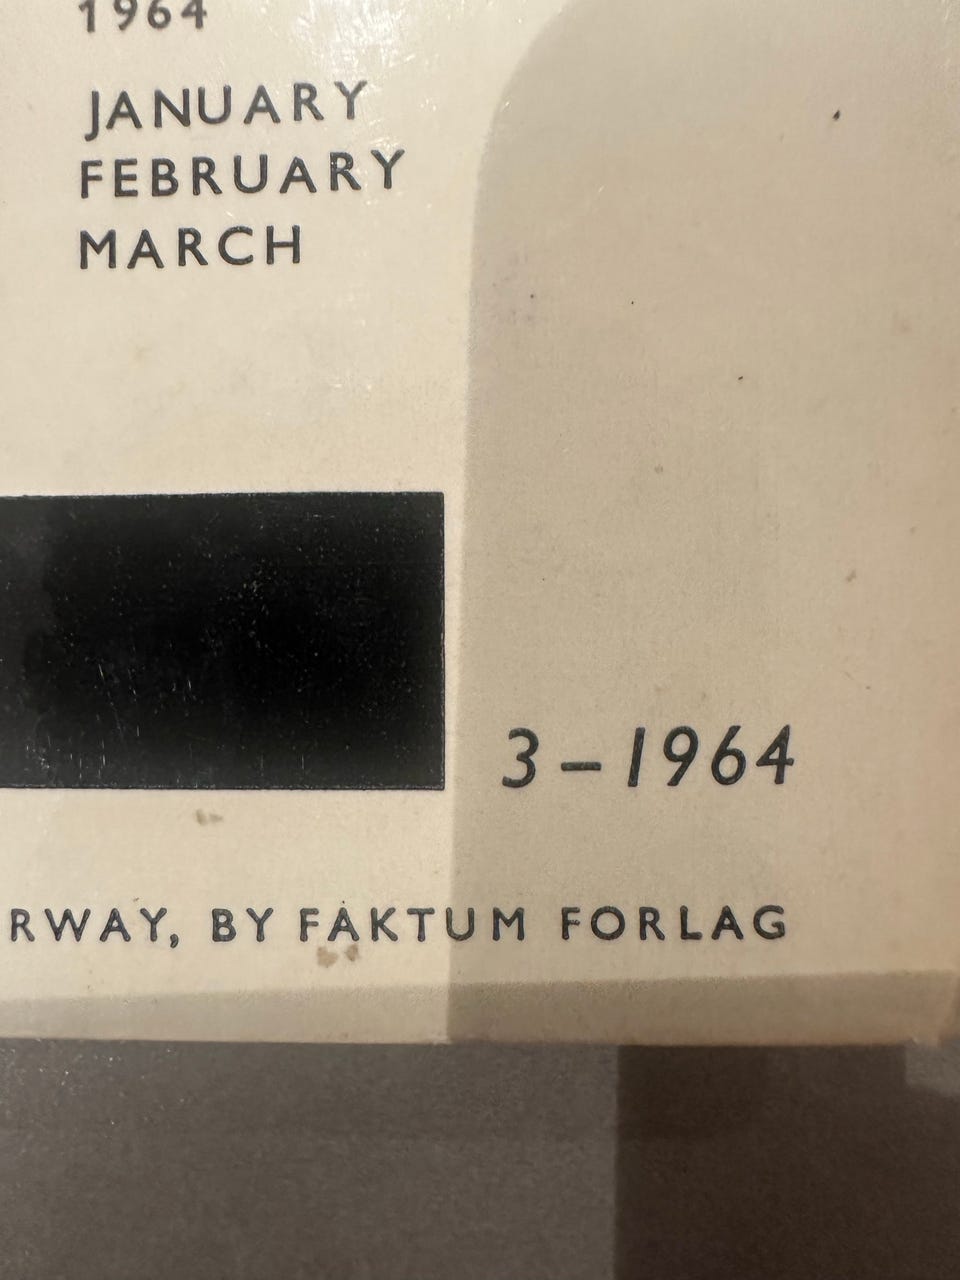 1964
JANUARY
FEBRUARY
MARCH
3-1964
RWAY, BY FAKTUM FORLAG